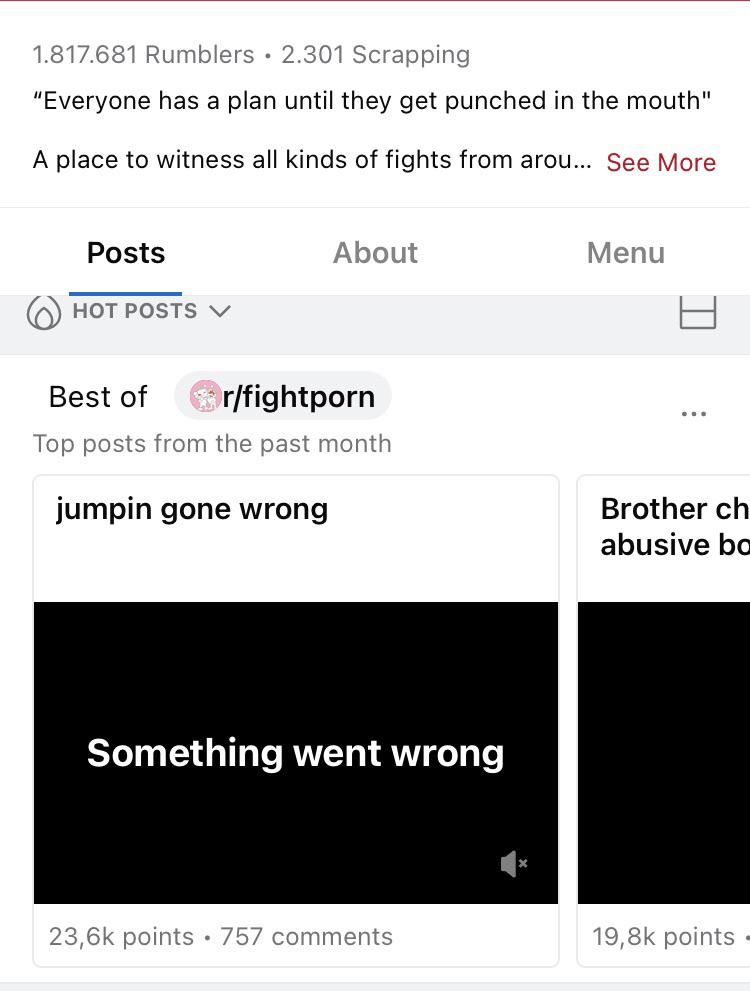 1.817.681 Rumblers • 2.301 Scrapping
“Everyone has a plan until they get punched in the mouth"
A place to witness all kinds of fights from arou... See More
Posts About Menu
HOT POSTS
Best of r/fightporn
...
Top posts from the past month
jumpin gone wrong
Brother ch
abusive bo
Something went wrong
23,6k points • 757 comments
19,8k points •